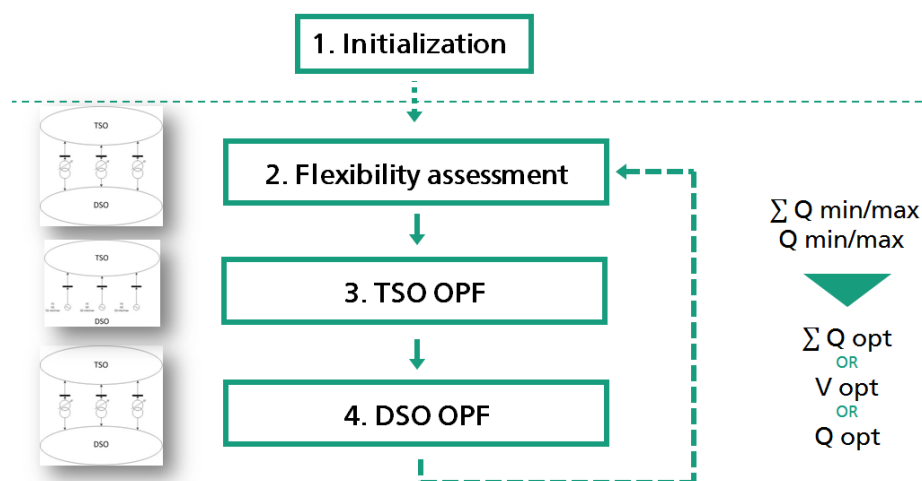 1. Initialization
TSO
DSO
2. Flexibility assessment
TSO
DSO
3. TSO OPF
TSO
DSO
4. DSO OPF
∑ Q min/max
Q min/max
∑ Q opt
OR
V opt
OR
Q opt